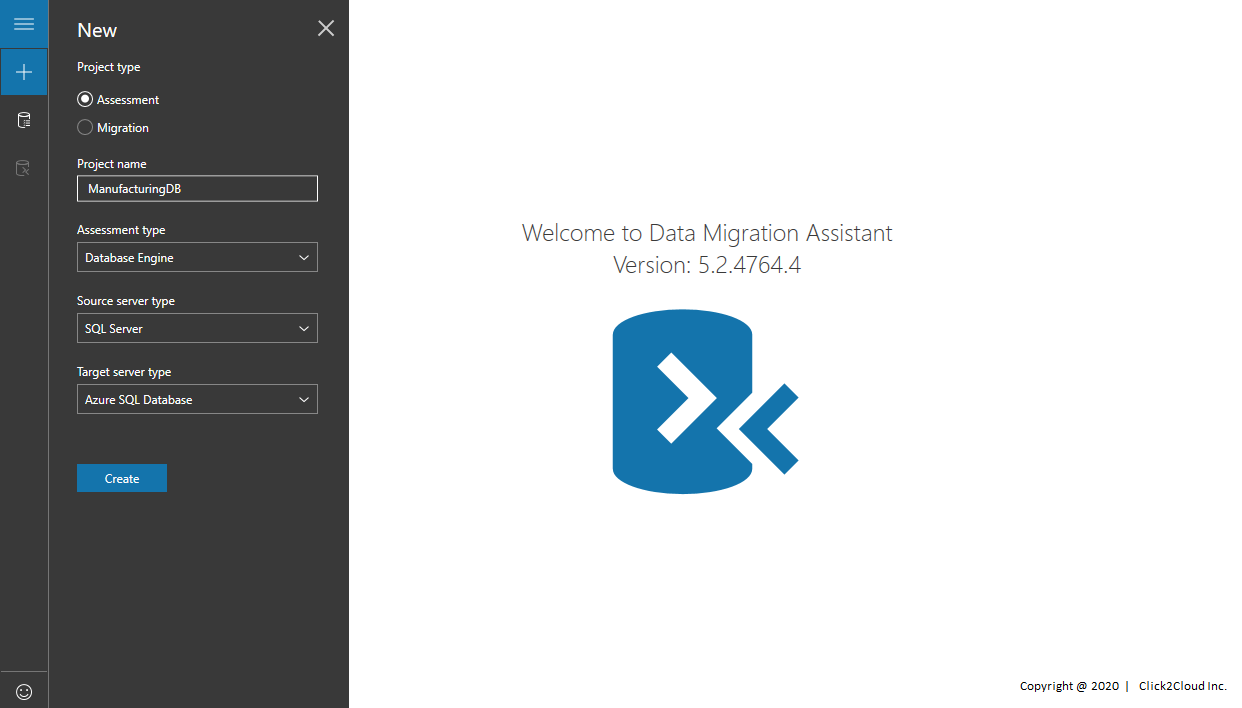 New
Project type
Assessment
Migration
Project name
ManufacturingDB
Assessment type
Database Engine
Source server type
SQL Server
Target server type
Azure SQL Database
Create
Welcome to Data Migration Assistant
Version: 5.2.4764.4
Copyright @ 2020 | Click2Cloud Inc.